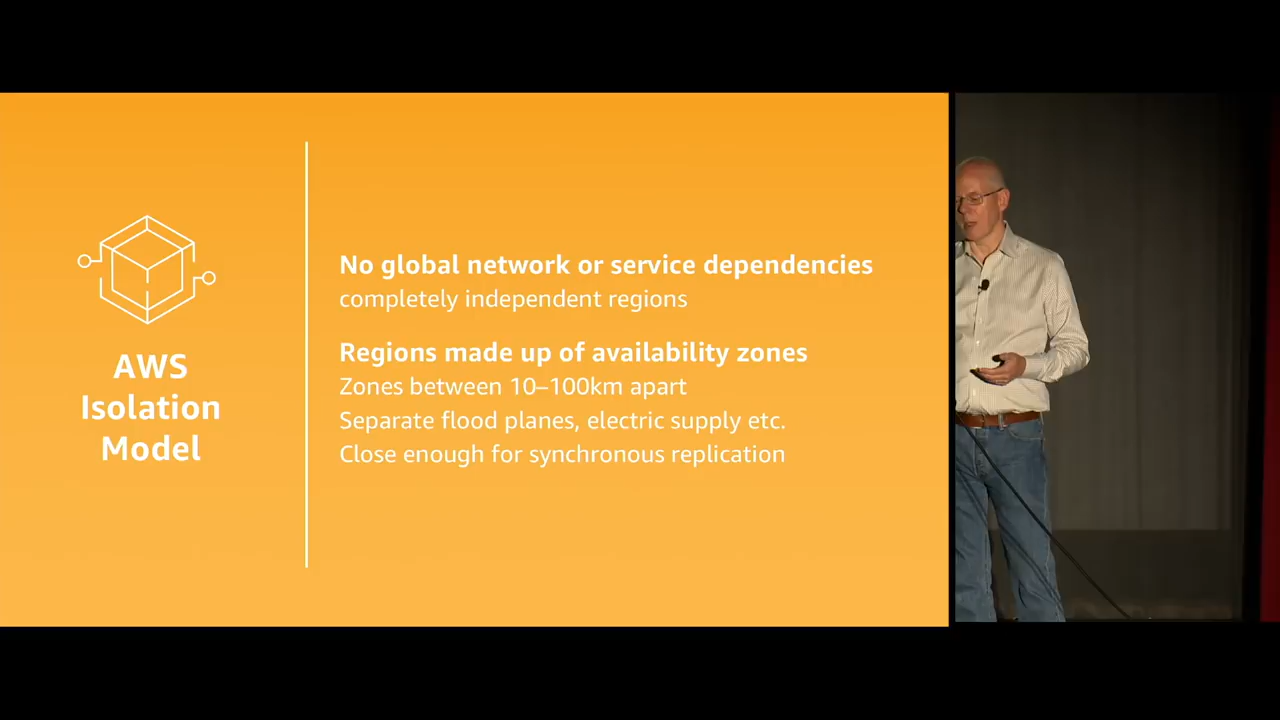 AWS
Isolation
Model
No global network or service dependencies
completely independent regions
Regions made up of availability zones
Zones between 10–100km apart
Separate flood planes, electric supply etc.
Close enough for synchronous replication